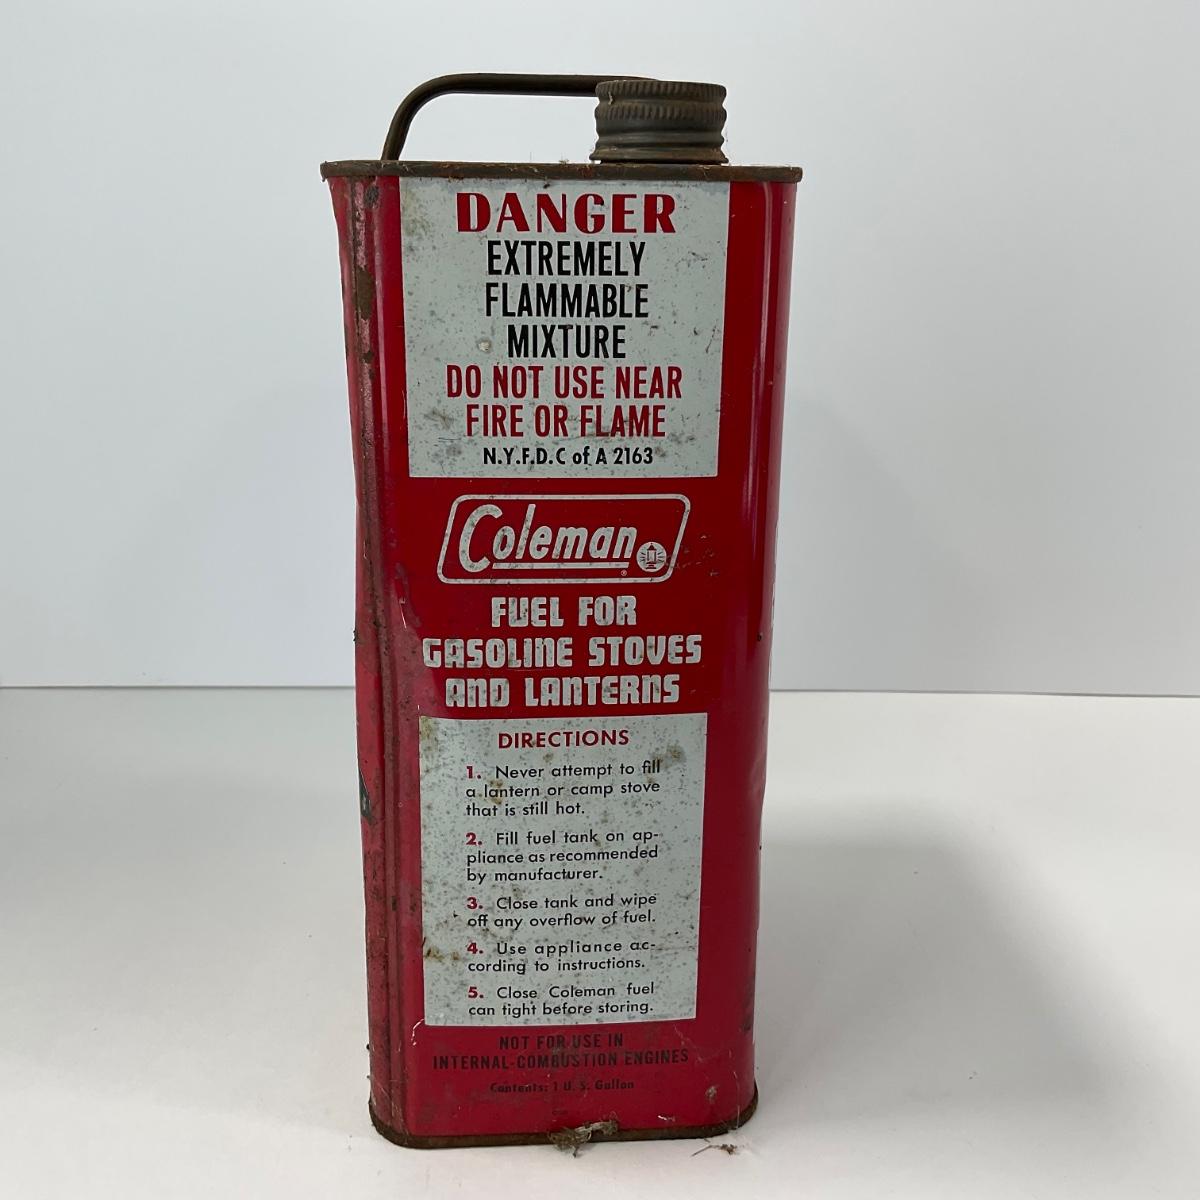 DANGER
EXTREMELY
FLAMMABLE
MIXTURE
DO NOT USE NEAR
FIRE OR FLAME
N.Y.F.D.C of A 2163
Coleman
®
FUEL FOR
GASOLINE STOVES
AND LANTERNS
DIRECTIONS
1. Never attempt to fill
a lantern or camp stove
that is still hot.
2. Fill fuel tank on ap-
pliance as recommended
by manufacturer.
3. Close tank and wipe
off any overflow of fuel.
4. Use appliance ac-
cording to instructions.
5. Close Coleman fuel
can tight before storing.
NOT FOR USE IN
INTERNAL-COMBUSTION ENGINES
Contents: 1 U. S. Gallon